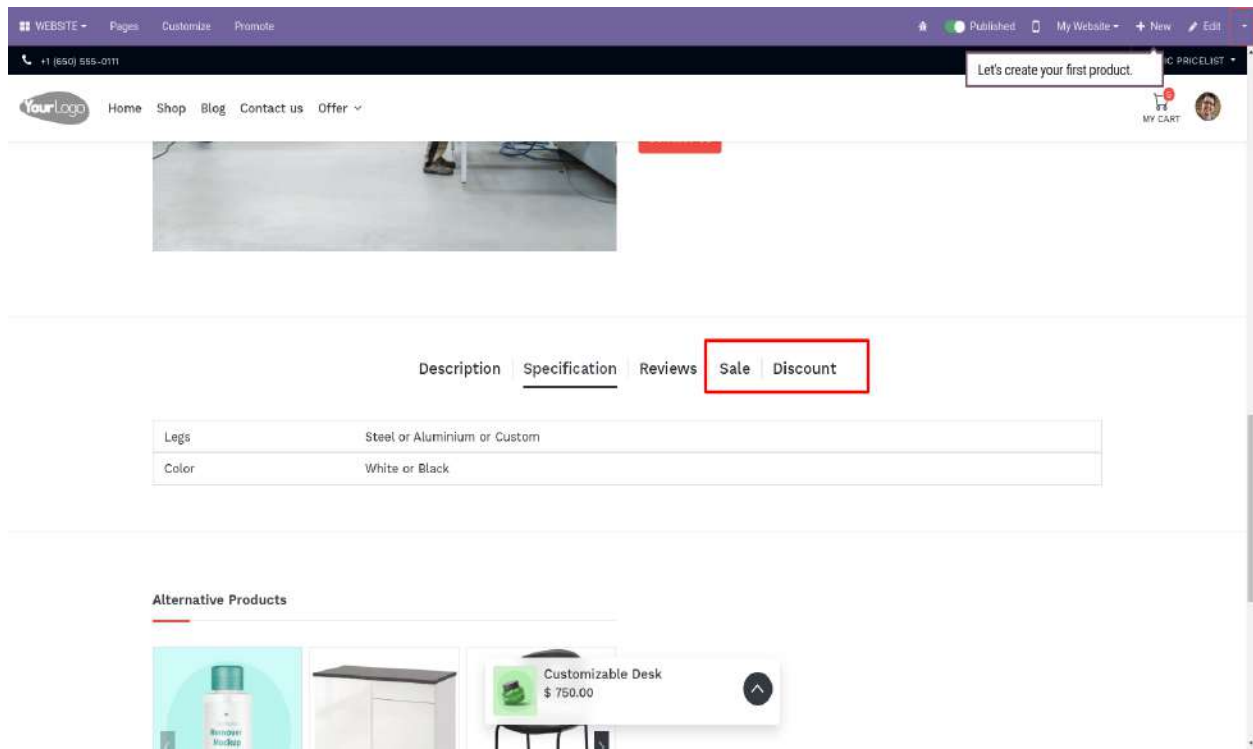 WEBSITE Pages Customize Promote Published My Website + New Edit
+1 (650) 555-0111 IC PRICELIST
Let's create your first product.
YourLogo Home Shop Blog Contact us Offer MY CART
Description Specification Reviews Sale Discount
Legs Steel or Aluminium or Custom
Color White or Black
Alternative Products
Customizable Desk
$ 750.00
Remover
Mockup